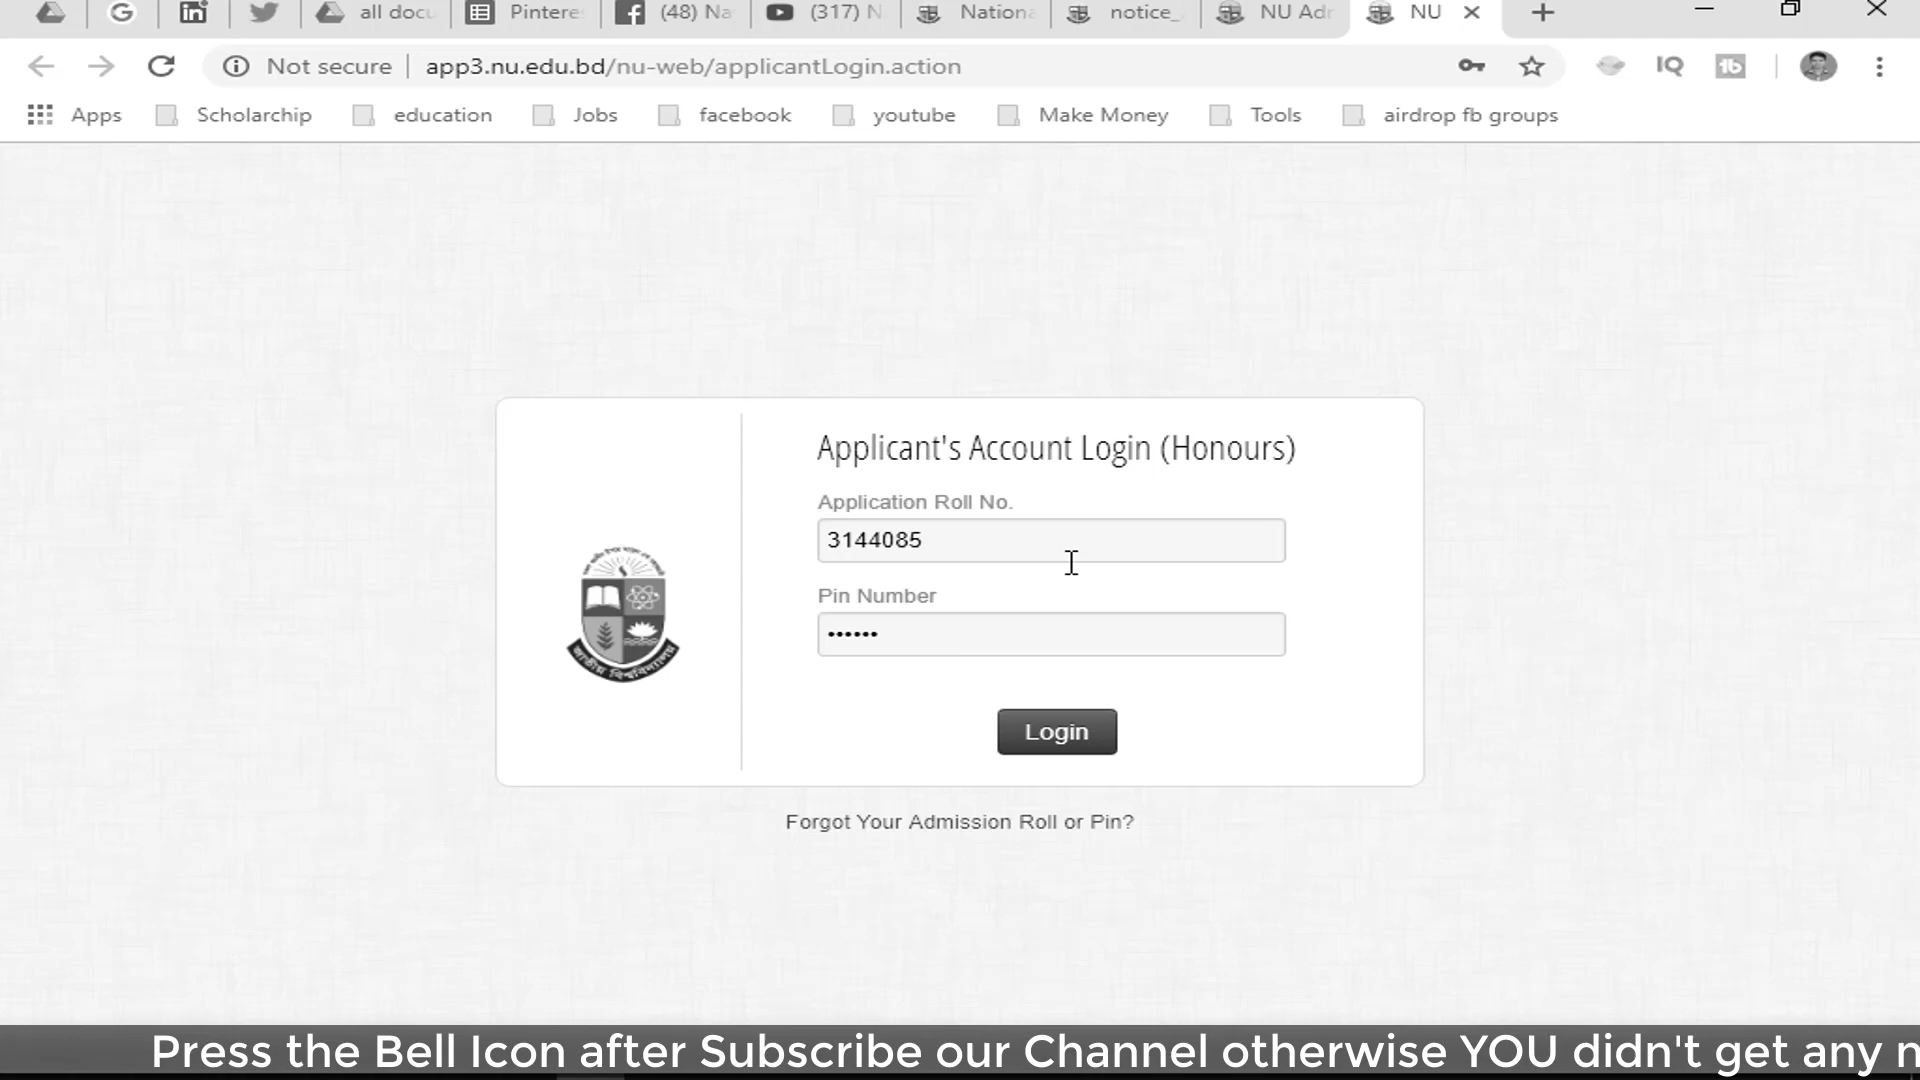 all docu
Pinteres
(48) Na
(317) N
Nationa
notice_
NU Adr
NU
Not secure
app3.nu.edu.bd/nu-web/applicantLogin.action
IQ
Apps
Scholarchip
education
Jobs
facebook
youtube
Make Money
Tools
airdrop fb groups
Applicant's Account Login (Honours)
Application Roll No.
3144085
Pin Number
••••••
জাতীয় বিশ্ববিদ্যালয়
Login
Forgot Your Admission Roll or Pin?
Press the Bell Icon after Subscribe our Channel otherwise YOU didn't get any n